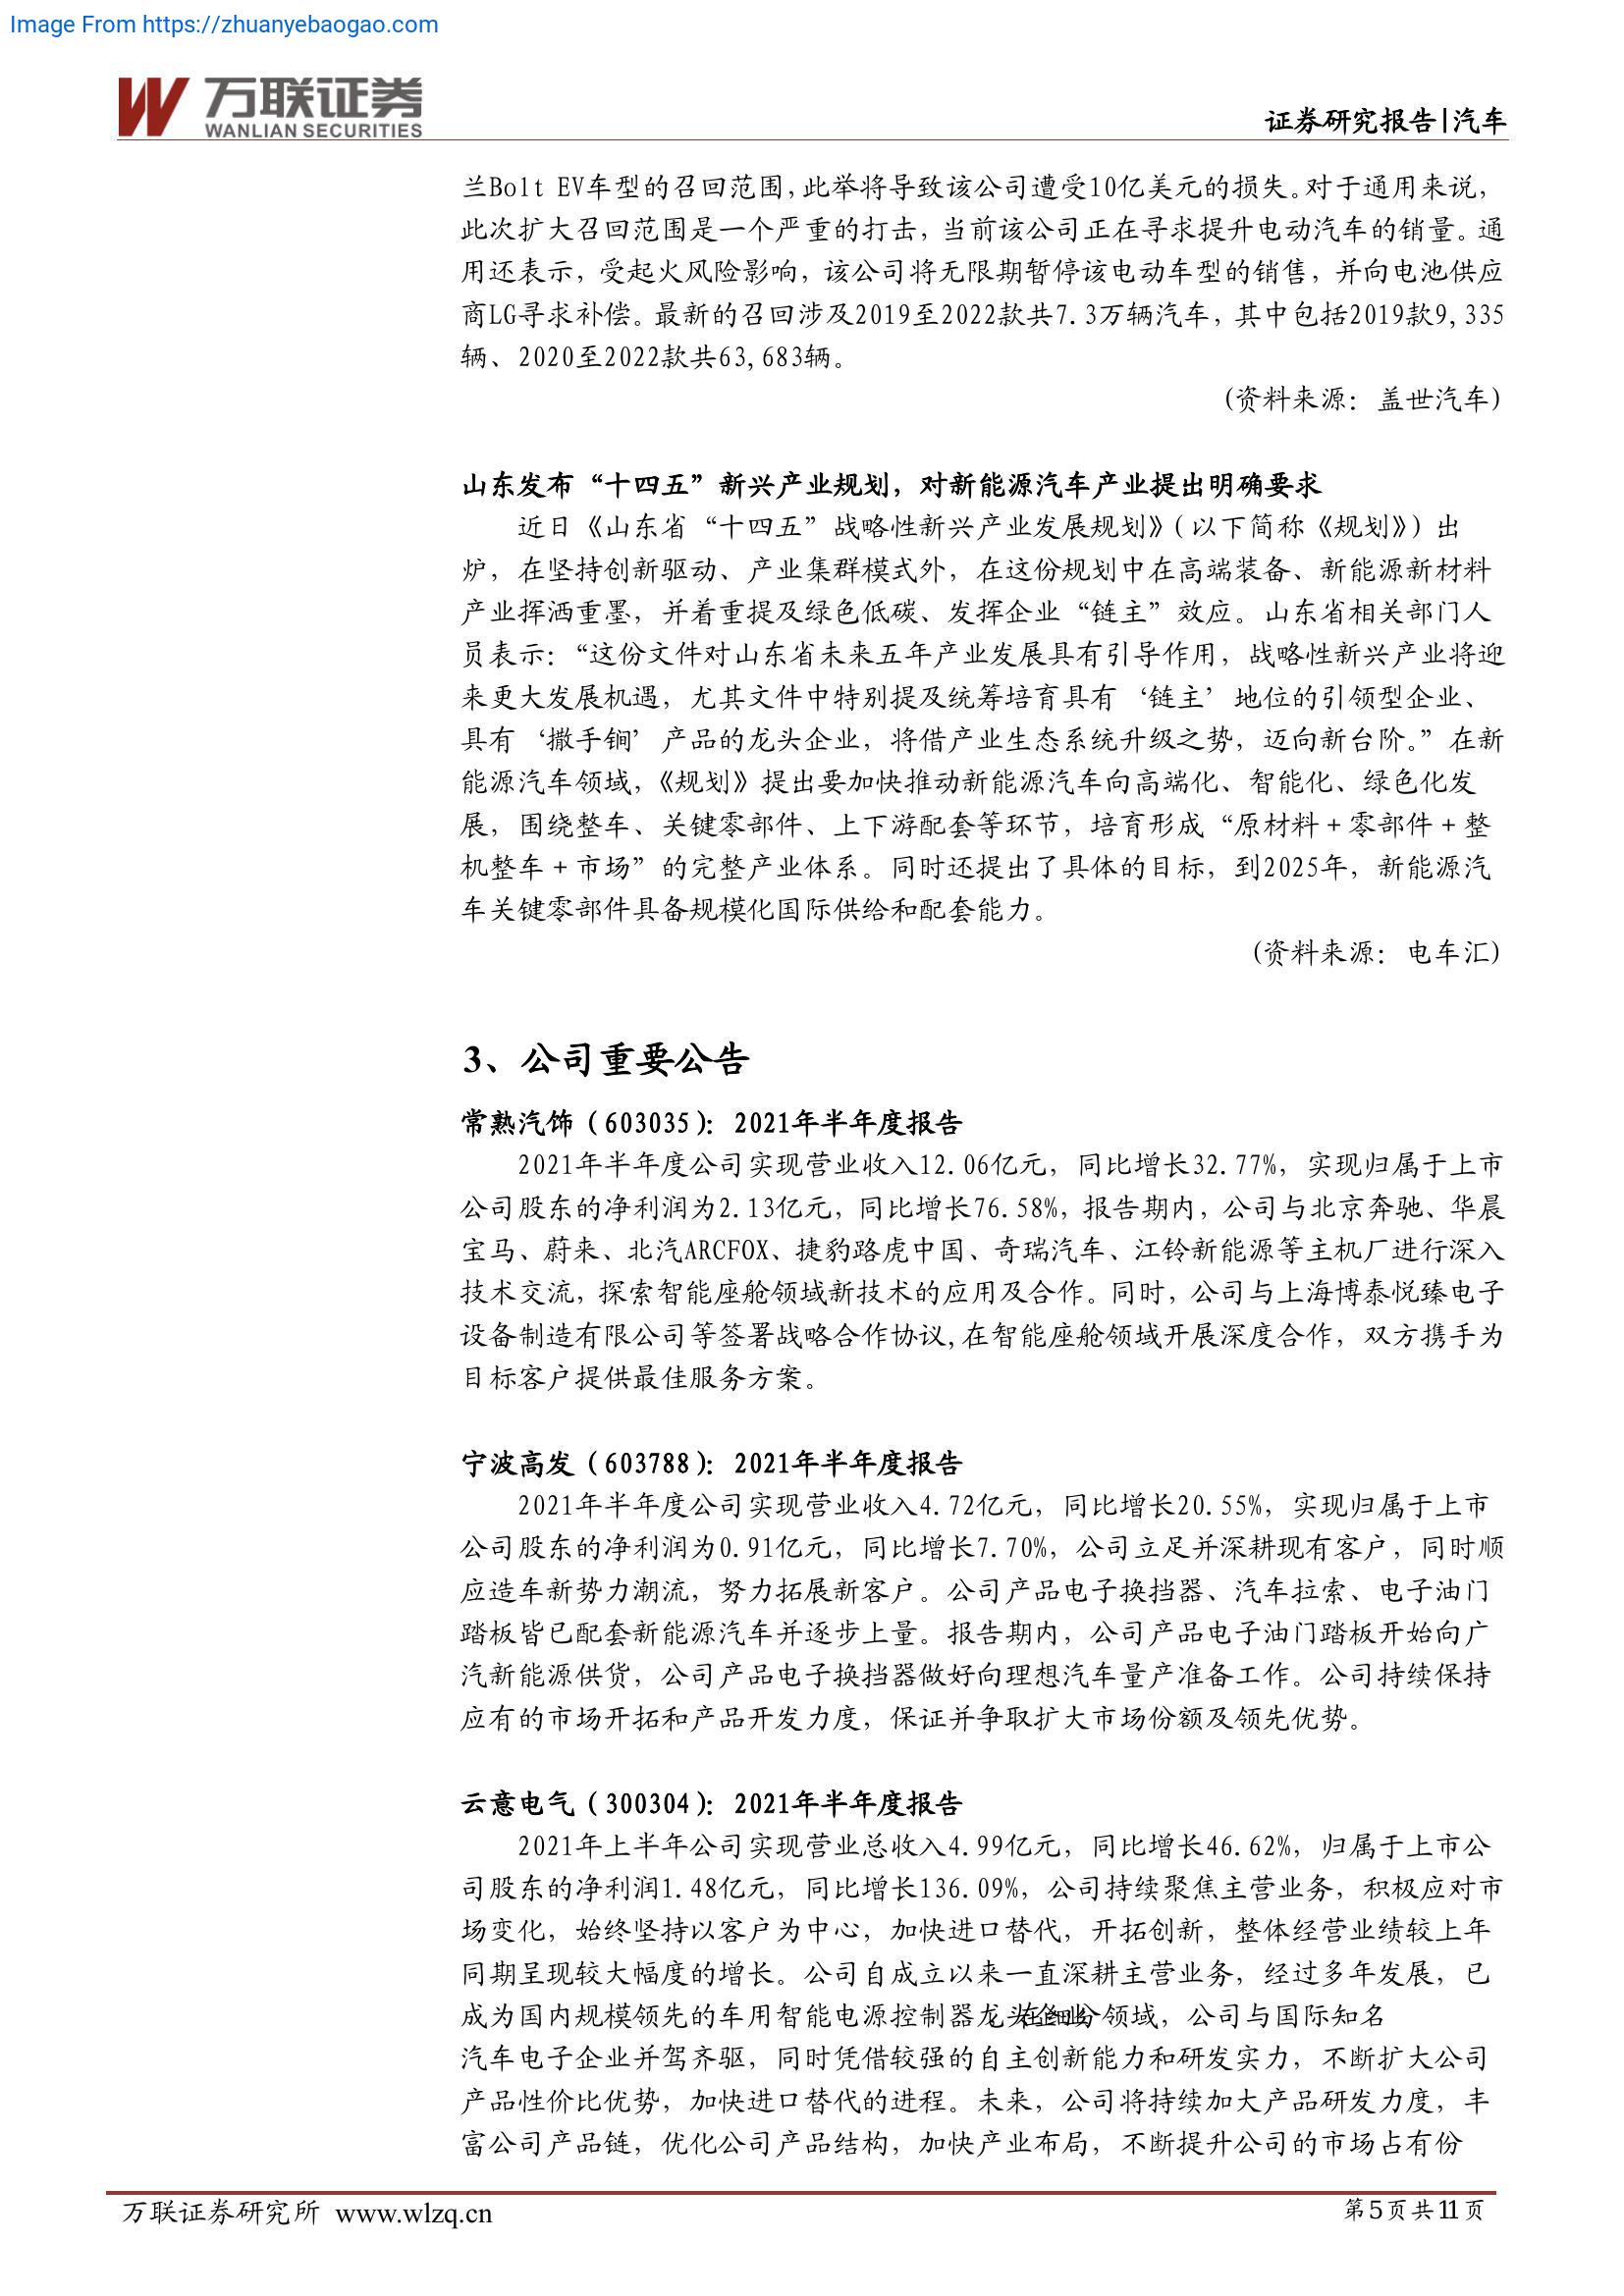 Image From https://zhuanyebaogao.com
万联证券
WANLIAN SECURITIES
证券研究报告|汽车
兰Bolt EV车型的召回范围,此举将导致该公司遭受10亿美元的损失。对于通用来说，
此次扩大召回范围是一个严重的打击，当前该公司正在寻求提升电动汽车的销量。通
用还表示，受起火风险影响，该公司将无限期暂停该电动车型的销售，并向电池供应
商LG寻求补偿。最新的召回涉及2019至2022款共7.3万辆汽车，其中包括2019款9,335
辆、2020至2022款共63,683辆。
(资料来源：盖世汽车)
山东发布“十四五”新兴产业规划，对新能源汽车产业提出明确要求
近日《山东省“十四五”战略性新兴产业发展规划》（以下简称《规划》）出
炉，在坚持创新驱动、产业集群模式外，在这份规划中在高端装备、新能源新材料
产业挥洒重墨，并着重提及绿色低碳、发挥企业“链主”效应。山东省相关部门人
员表示：“这份文件对山东省未来五年产业发展具有引导作用，战略性新兴产业将迎
来更大发展机遇，尤其文件中特别提及统筹培育具有‘链主’地位的引领型企业、
具有‘撒手锏’产品的龙头企业，将借产业生态系统升级之势，迈向新台阶。”在新
能源汽车领域，《规划》提出要加快推动新能源汽车向高端化、智能化、绿色化发
展，围绕整车、关键零部件、上下游配套等环节，培育形成“原材料＋零部件＋整
机整车＋市场”的完整产业体系。同时还提出了具体的目标，到2025年，新能源汽
车关键零部件具备规模化国际供给和配套能力。
(资料来源：电车汇)
3、公司重要公告
常熟汽饰（603035）：2021年半年度报告
2021年半年度公司实现营业收入12.06亿元，同比增长32.77%，实现归属于上市
公司股东的净利润为2.13亿元，同比增长76.58%，报告期内，公司与北京奔驰、华晨
宝马、蔚来、北汽ARCFOX、捷豹路虎中国、奇瑞汽车、江铃新能源等主机厂进行深入
技术交流，探索智能座舱领域新技术的应用及合作。同时，公司与上海博泰悦臻电子
设备制造有限公司等签署战略合作协议,在智能座舱领域开展深度合作，双方携手为
目标客户提供最佳服务方案。
宁波高发（603788）：2021年半年度报告
2021年半年度公司实现营业收入4.72亿元，同比增长20.55%，实现归属于上市
公司股东的净利润为0.91亿元，同比增长7.70%，公司立足并深耕现有客户，同时顺
应造车新势力潮流，努力拓展新客户。公司产品电子换挡器、汽车拉索、电子油门
踏板皆已配套新能源汽车并逐步上量。报告期内，公司产品电子油门踏板开始向广
汽新能源供货，公司产品电子换挡器做好向理想汽车量产准备工作。公司持续保持
应有的市场开拓和产品开发力度，保证并争取扩大市场份额及领先优势。
云意电气（300304）：2021年半年度报告
2021年上半年公司实现营业总收入4.99亿元，同比增长46.62%，归属于上市公
司股东的净利润1.48亿元，同比增长136.09%，公司持续聚焦主营业务，积极应对市
场变化，始终坚持以客户为中心，加快进口替代，开拓创新，整体经营业绩较上年
同期呈现较大幅度的增长。公司自成立以来一直深耕主营业务，经过多年发展，已
成为国内规模领先的车用智能电源控制器龙头企业，在细分领域，公司与国际知名
汽车电子企业并驾齐驱，同时凭借较强的自主创新能力和研发实力，不断扩大公司
产品性价比优势，加快进口替代的进程。未来，公司将持续加大产品研发力度，丰
富公司产品链，优化公司产品结构，加快产业布局，不断提升公司的市场占有份
万联证券研究所 www.wlzq.cn
第5页共11页